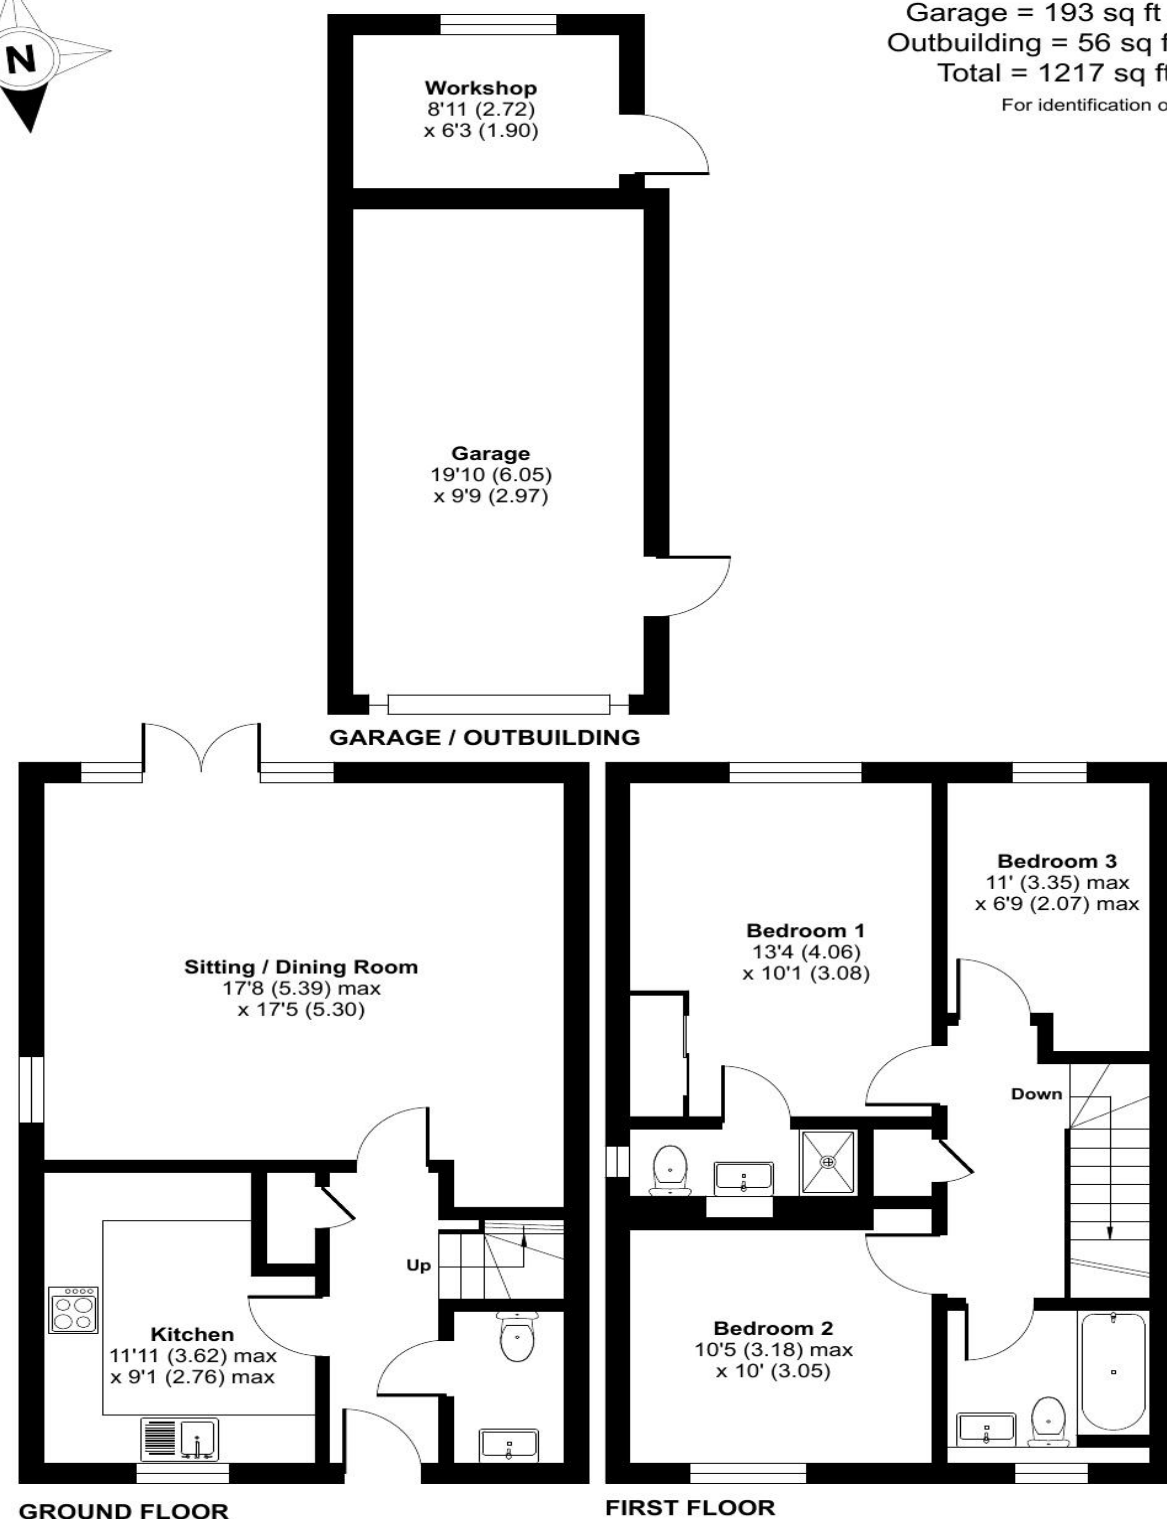 N
Garage = 193 sq ft
Outbuilding = 56 sq f
Total = 1217 sq ft
For identification o
Workshop
8'11 (2.72)
x 6'3 (1.90)
Garage
19'10 (6.05)
x 9'9 (2.97)
GARAGE / OUTBUILDING
Sitting / Dining Room
17'8 (5.39) max
x 17'5 (5.30)
Up
Kitchen
11'11 (3.62) max
x 9'1 (2.76) max
GROUND FLOOR
Bedroom 1
13'4 (4.06)
x 10'1 (3.08)
Bedroom 3
11' (3.35) max
x 6'9 (2.07) max
Down
Bedroom 2
10'5 (3.18) max
x 10' (3.05)
FIRST FLOOR